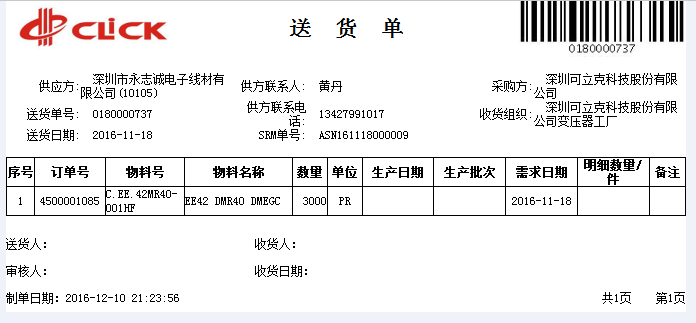 CLICK
送 货 单
0180000737
供应方: 深圳市永志诚电子线材有限公司(10105) 供方联系人: 黄丹 采购方: 深圳可立克科技股份有限公司
送货单号: 0180000737 供方联系电话: 13427991017 收货组织: 深圳可立克科技股份有限公司变压器工厂
送货日期: 2016-11-18 SRM单号: ASN161118000009
序号 订单号 物料号 物料名称 数量 单位 生产日期 生产批次 需求日期 明细数量/件 备注
1 4500001085 C.EE.42MR40-001HF EE42 DMR40 DMEGC 3000 PR 2016-11-18
送货人: 收货人:
审核人: 收货日期:
制单日期: 2016-12-10 21:23:56 共1页 第1页